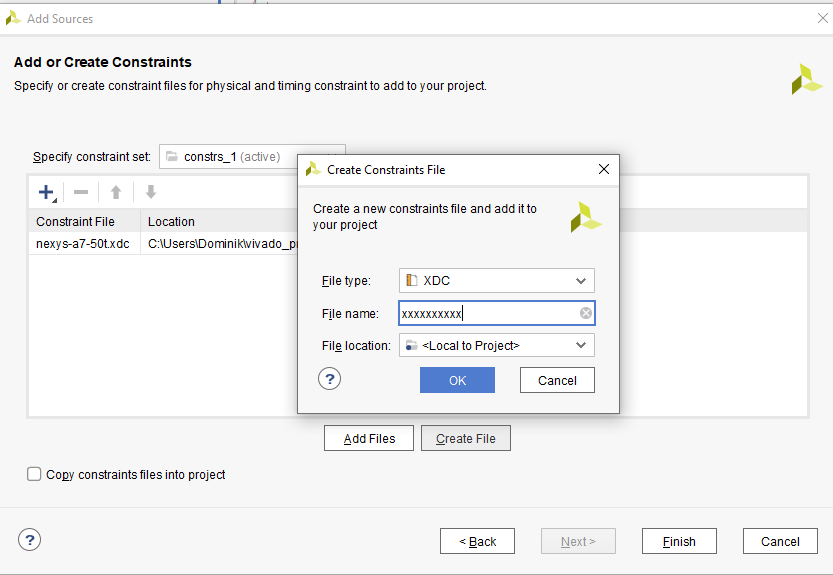 Add Sources
Add or Create Constraints
Specify or create constraint files for physical and timing constraint to add to your project.
Specify constraint set: constrs_1 (active)
Constraint File Location
nexys-a7-50t.xdc C:\Users\Dominik\vivado_pr
Create Constraints File
Create a new constraints file and add it to
your project
File type: XDC
File name: xxxxxxxxxx
File location: <Local to Project>
? OK Cancel
Add Files Create File
Copy constraints files into project
? < Back Next > Finish Cancel